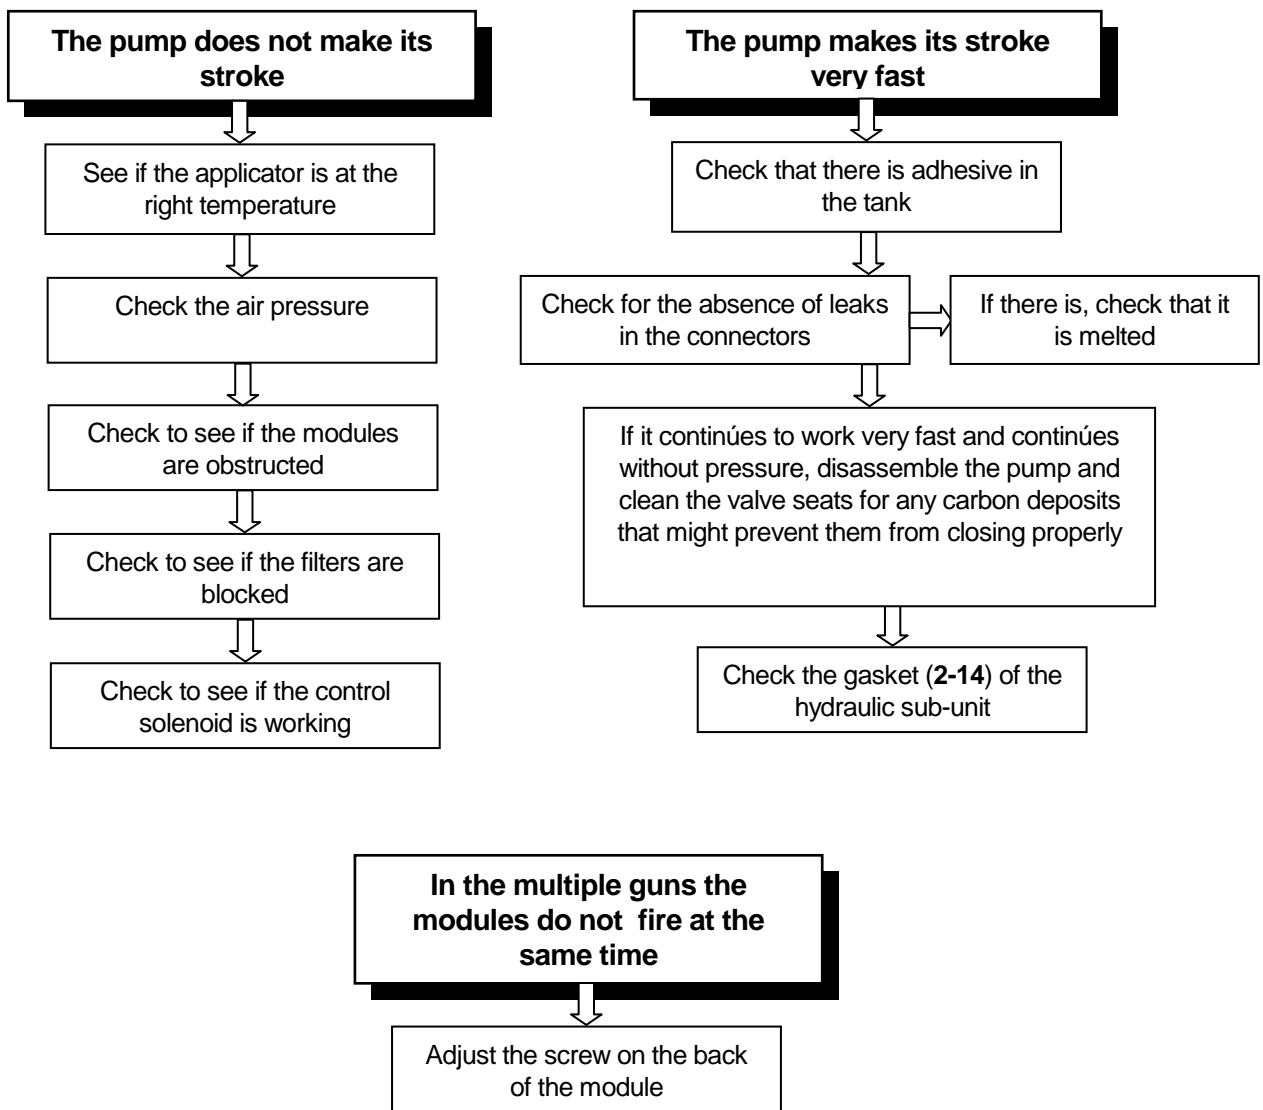 The pump does not make its
stroke
See if the applicator is at the
right temperature
Check the air pressure
Check to see if the modules
are obstructed
Check to see if the filters are
blocked
Check to see if the control
solenoid is working
The pump makes its stroke
very fast
Check that there is adhesive in
the tank
Check for the absence of leaks
in the connectors
If there is, check that it
is melted
If it continúes to work very fast and continúes
without pressure, disassemble the pump and
clean the valve seats for any carbon deposits
that might prevent them from closing properly
Check the gasket (2-14) of the
hydraulic sub-unit
In the multiple guns the
modules do not  fire at the
same time
Adjust the screw on the back
of the module